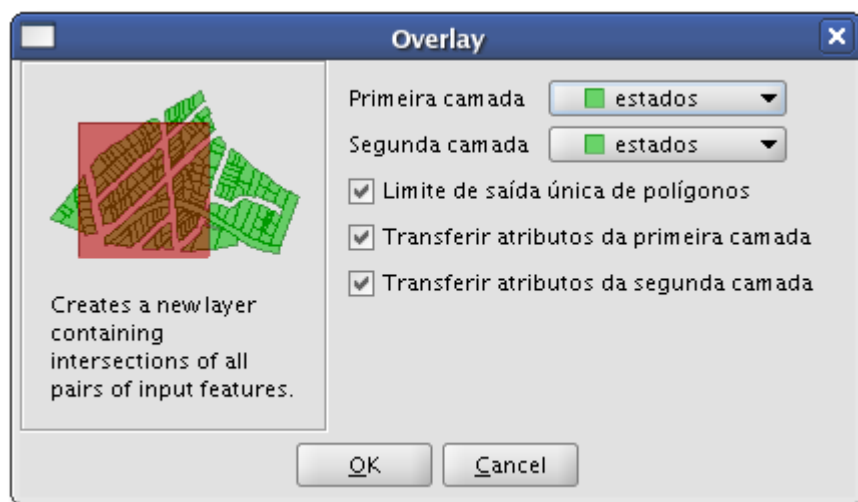 Overlay
Primeira camada estados
Segunda camada estados
Limite de saída única de polígonos
Transferir atributos da primeira camada
Transferir atributos da segunda camada
Creates a new layer
containing
intersections of all
pairs of input features.
OK Cancel